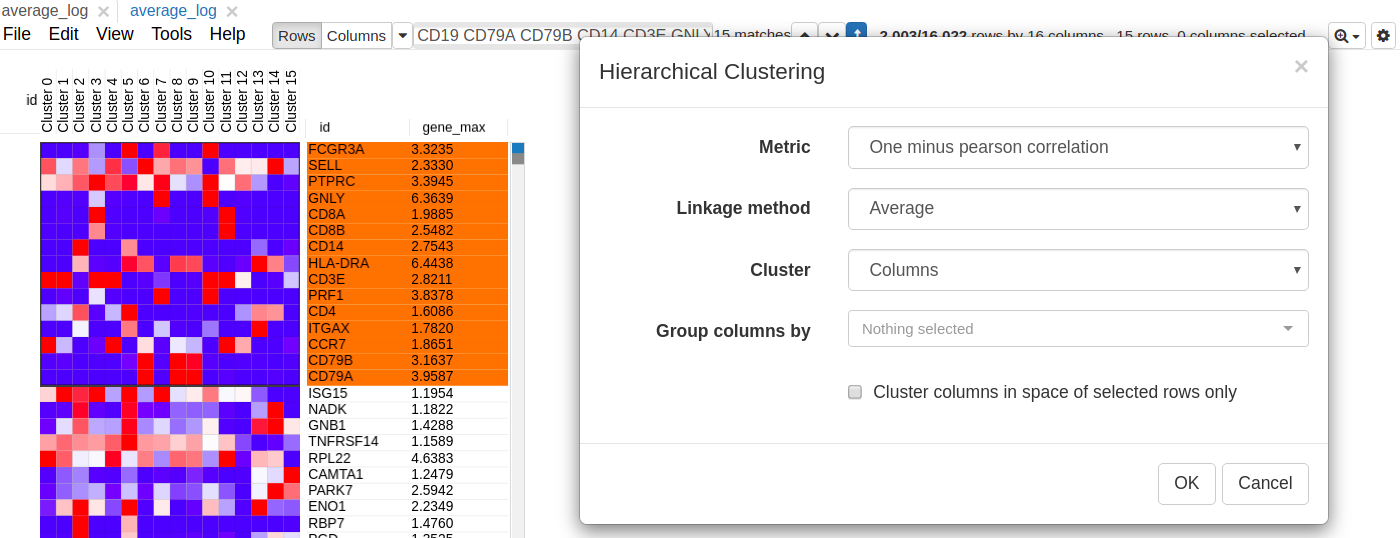 average_log × average_log ×
File Edit View Tools Help Rows Columns CD19 CD79A CD79B CD14 CD3E GNLY 15 matches 2,003/16,022 rows by 16 columns 15 rows, 0 columns selected
id Cluster 0 Cluster 1 Cluster 2 Cluster 3 Cluster 4 Cluster 5 Cluster 6 Cluster 7 Cluster 8 Cluster 9 Cluster 10 Cluster 11 Cluster 12 Cluster 13 Cluster 14 Cluster 15
id gene_max
FCGR3A 3.3235
SELL 2.3330
PTPRC 3.3945
GNLY 6.3639
CD8A 1.9885
CD8B 2.5482
CD14 2.7543
HLA-DRA 6.4438
CD3E 2.8211
PRF1 3.8378
CD4 1.6086
ITGAX 1.7820
CCR7 1.8651
CD79B 3.1637
CD79A 3.9587
ISG15 1.1954
NADK 1.1822
GNB1 1.4288
TNFRSF14 1.1589
RPL22 4.6383
CAMTA1 1.2479
PARK7 2.5942
ENO1 2.2349
RBP7 1.4760
Hierarchical Clustering ×
Metric One minus pearson correlation
Linkage method Average
Cluster Columns
Group columns by Nothing selected
Cluster columns in space of selected rows only
OK Cancel